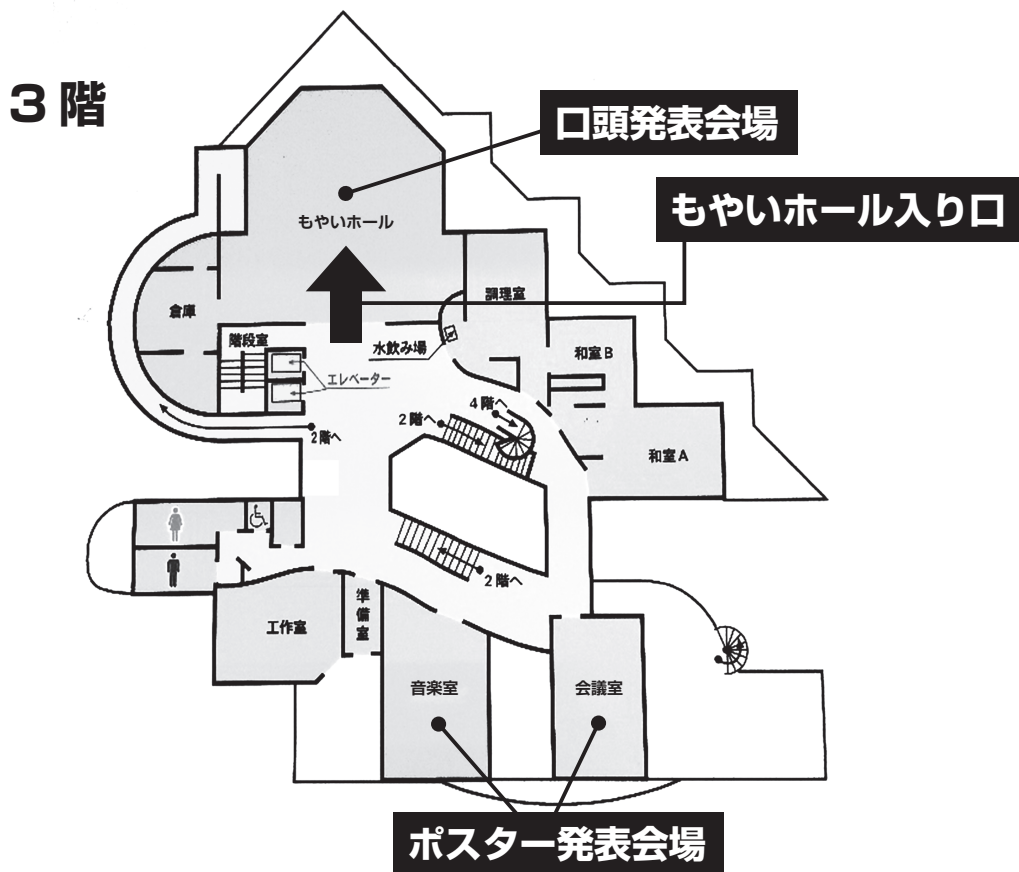 3階
口頭発表会場
もやいホール入り口
もやいホール
調理室
倉庫
階段室
水飲み場
和室B
エレベーター
4階へ
2階へ
2階へ
和室A
2階へ
準備室
工作室
音楽室
会議室
ポスター発表会場